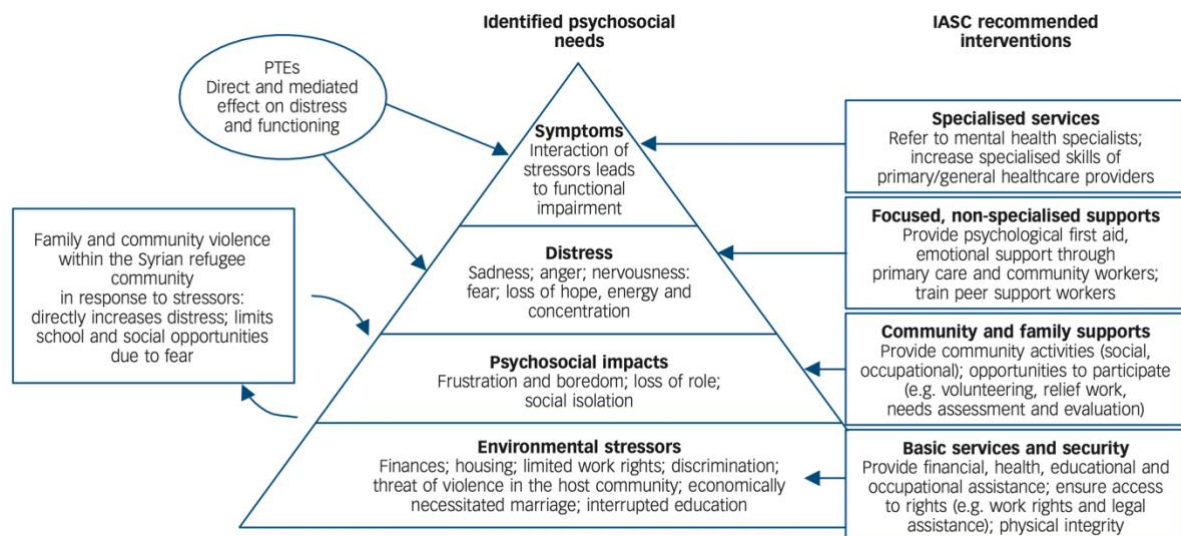 Identified psychosocial
needs
IASC recommended
interventions
PTEs
Direct and mediated
effect on distress
and functioning
Symptoms
Interaction of
stressors leads
to functional
impairment
Specialised services
Refer to mental health specialists;
increase specialised skills of
primary/general healthcare providers
Family and community violence
within the Syrian refugee
community
in response to stressors:
directly increases distress; limits
school and social opportunities
due to fear
Distress
Sadness; anger; nervousness:
fear; loss of hope, energy and
concentration
Focused, non-specialised supports
Provide psychological first aid,
emotional support through
primary care and community workers;
train peer support workers
Psychosocial impacts
Frustration and boredom; loss of role;
social isolation
Community and family supports
Provide community activities (social,
occupational); opportunities to participate
(e.g. volunteering, relief work,
needs assessment and evaluation)
Environmental stressors
Finances; housing; limited work rights; discrimination;
threat of violence in the host community; economically
necessitated marriage; interrupted education
Basic services and security
Provide financial, health, educational and
occupational assistance; ensure access
to rights (e.g. work rights and legal
assistance); physical integrity